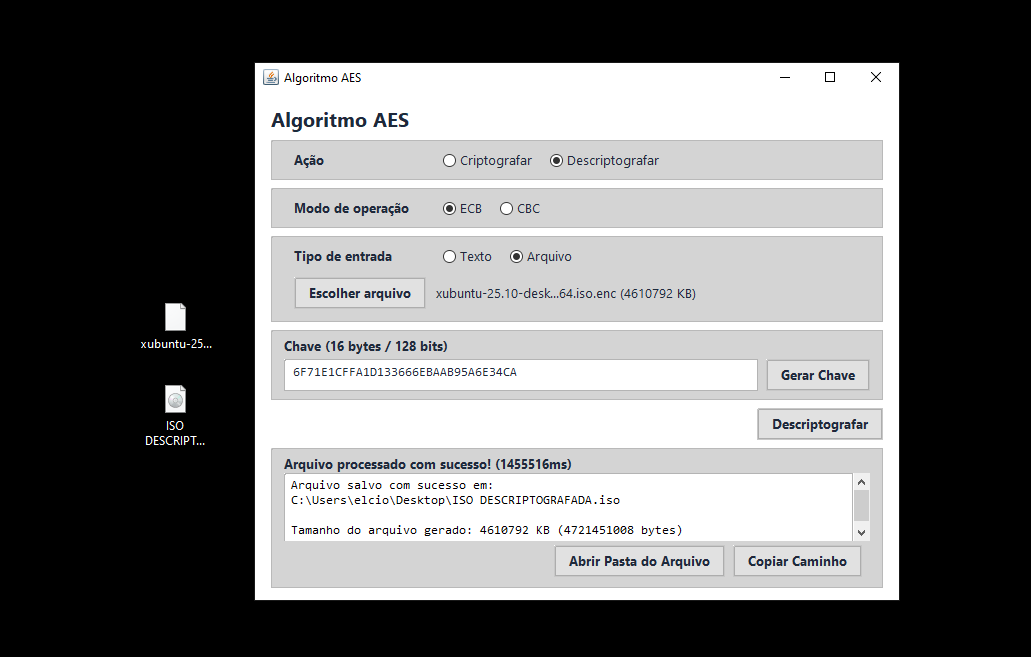 Algoritmo AES
Algoritmo AES
Ação Criptografar Descriptografar
Modo de operação ECB CBC
Tipo de entrada Texto Arquivo
Escolher arquivo xubuntu-25.10-desk...64.iso.enc (4610792 KB)
xubuntu-25...
Chave (16 bytes / 128 bits)
6F71E1CFFA1D133666EBAAB95A6E34CA Gerar Chave
ISO
DESCRIPT...
Descriptografar
Arquivo processado com sucesso! (1455516ms)
Arquivo salvo com sucesso em:
C:\Users\elcio\Desktop\ISO DESCRIPTOGRAFADA.iso
Tamanho do arquivo gerado: 4610792 KB (4721451008 bytes)
Abrir Pasta do Arquivo Copiar Caminho